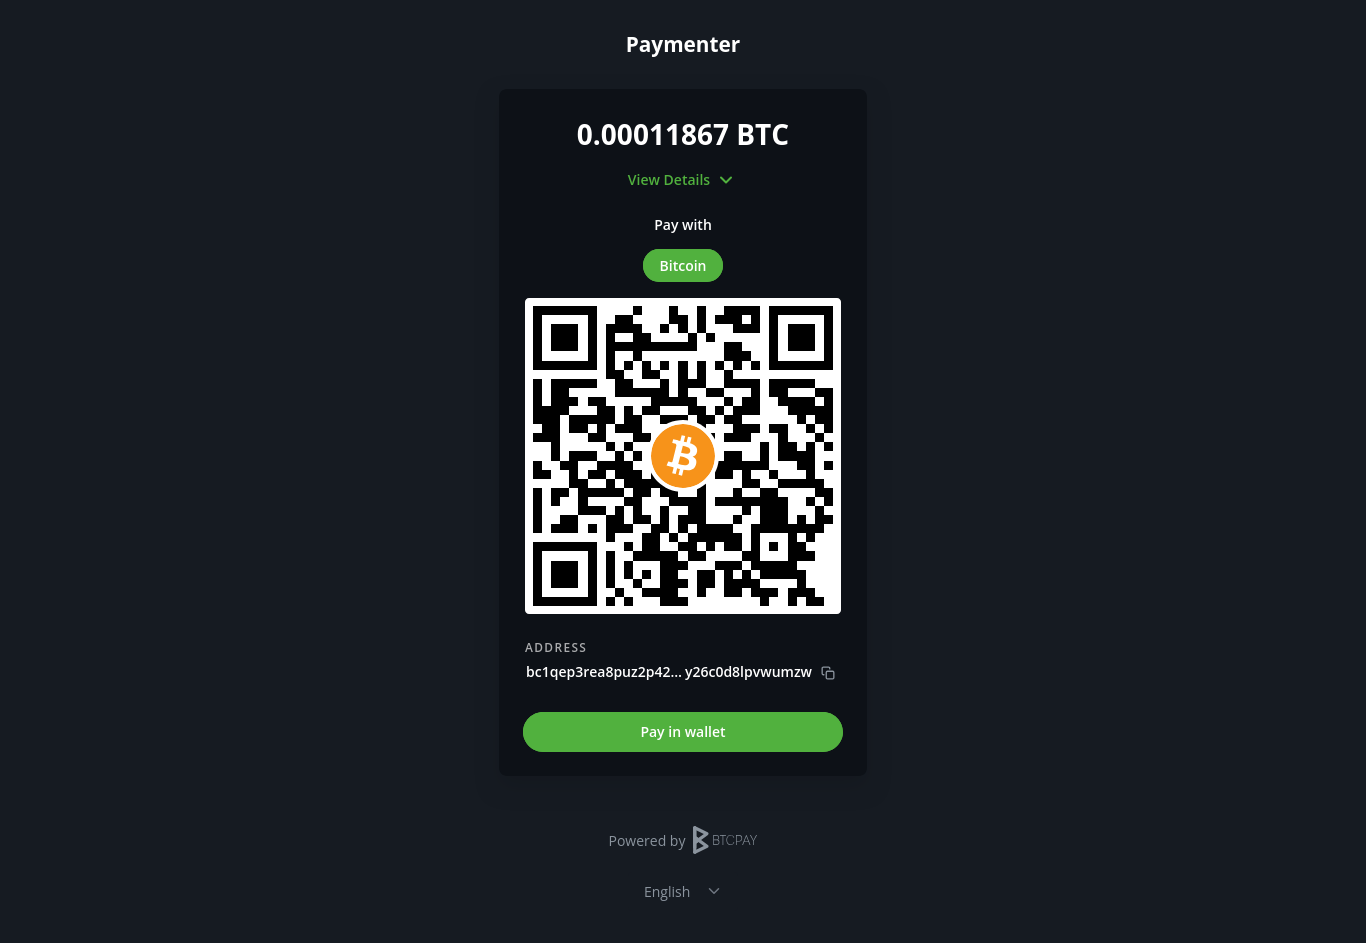 Paymenter
0.00011867 BTC
View Details
Pay with
Bitcoin
ADDRESS
bc1qep3rea8puz2p42… y26c0d8lpvwumzw
Pay in wallet
Powered by BTCPAY
English